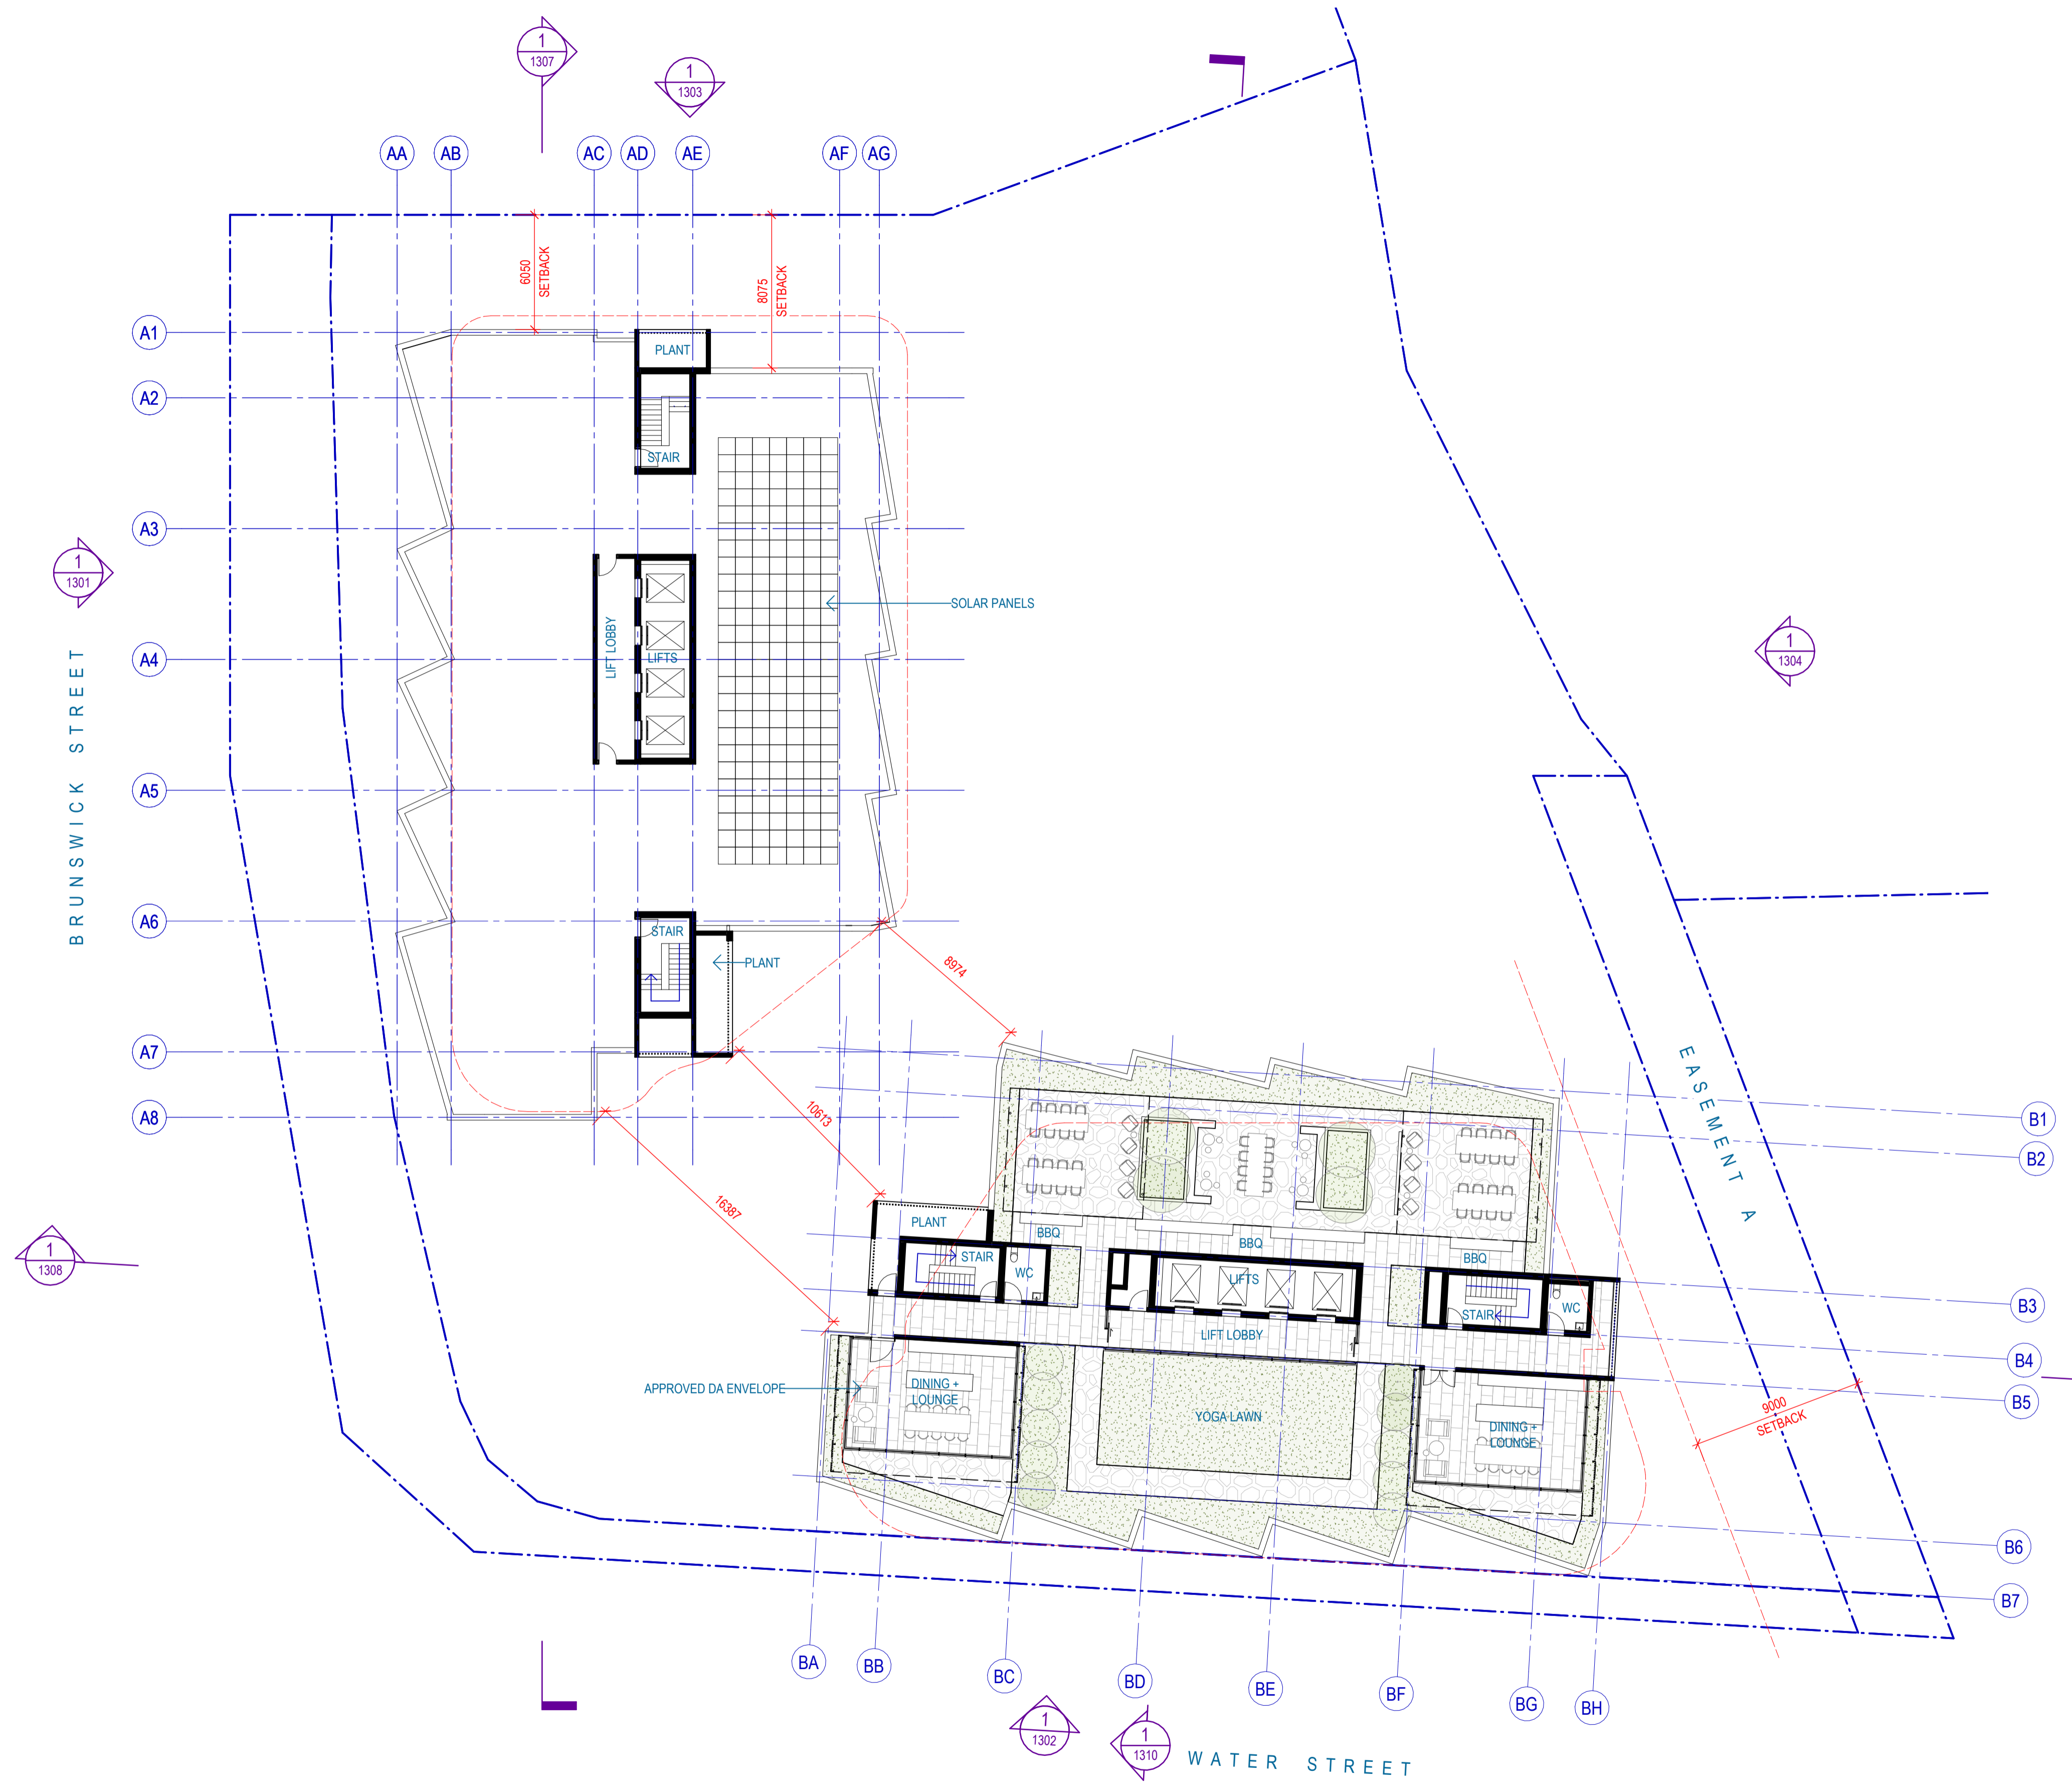 1
1307
1
1303
AA
AB
AC
AD
AE
AF
AG
6050
SETBACK
8075
SETBACK
A1
PLANT
A2
STAIR
A3
1
1301
SOLAR PANELS
LIFT LOBBY
A4
LIFTS
1
1304
BRUNSWICK STREET
A5
A6
STAIR
PLANT
8974
A7
EASEMENT A
A8
10613
B1
B2
16387
PLANT
BBQ
BBQ
BBQ
STAIR
WC
LIFTS
1
1308
B3
STAIR
WC
LIFT LOBBY
B4
APPROVED DA ENVELOPE
DINING +
LOUNGE
B5
9000
SETBACK
YOGA LAWN
DINING +
LOUNGE
B6
B7
BA
BB
BC
BD
BE
BF
BG
BH
1
1302
1
1310
WATER STREET